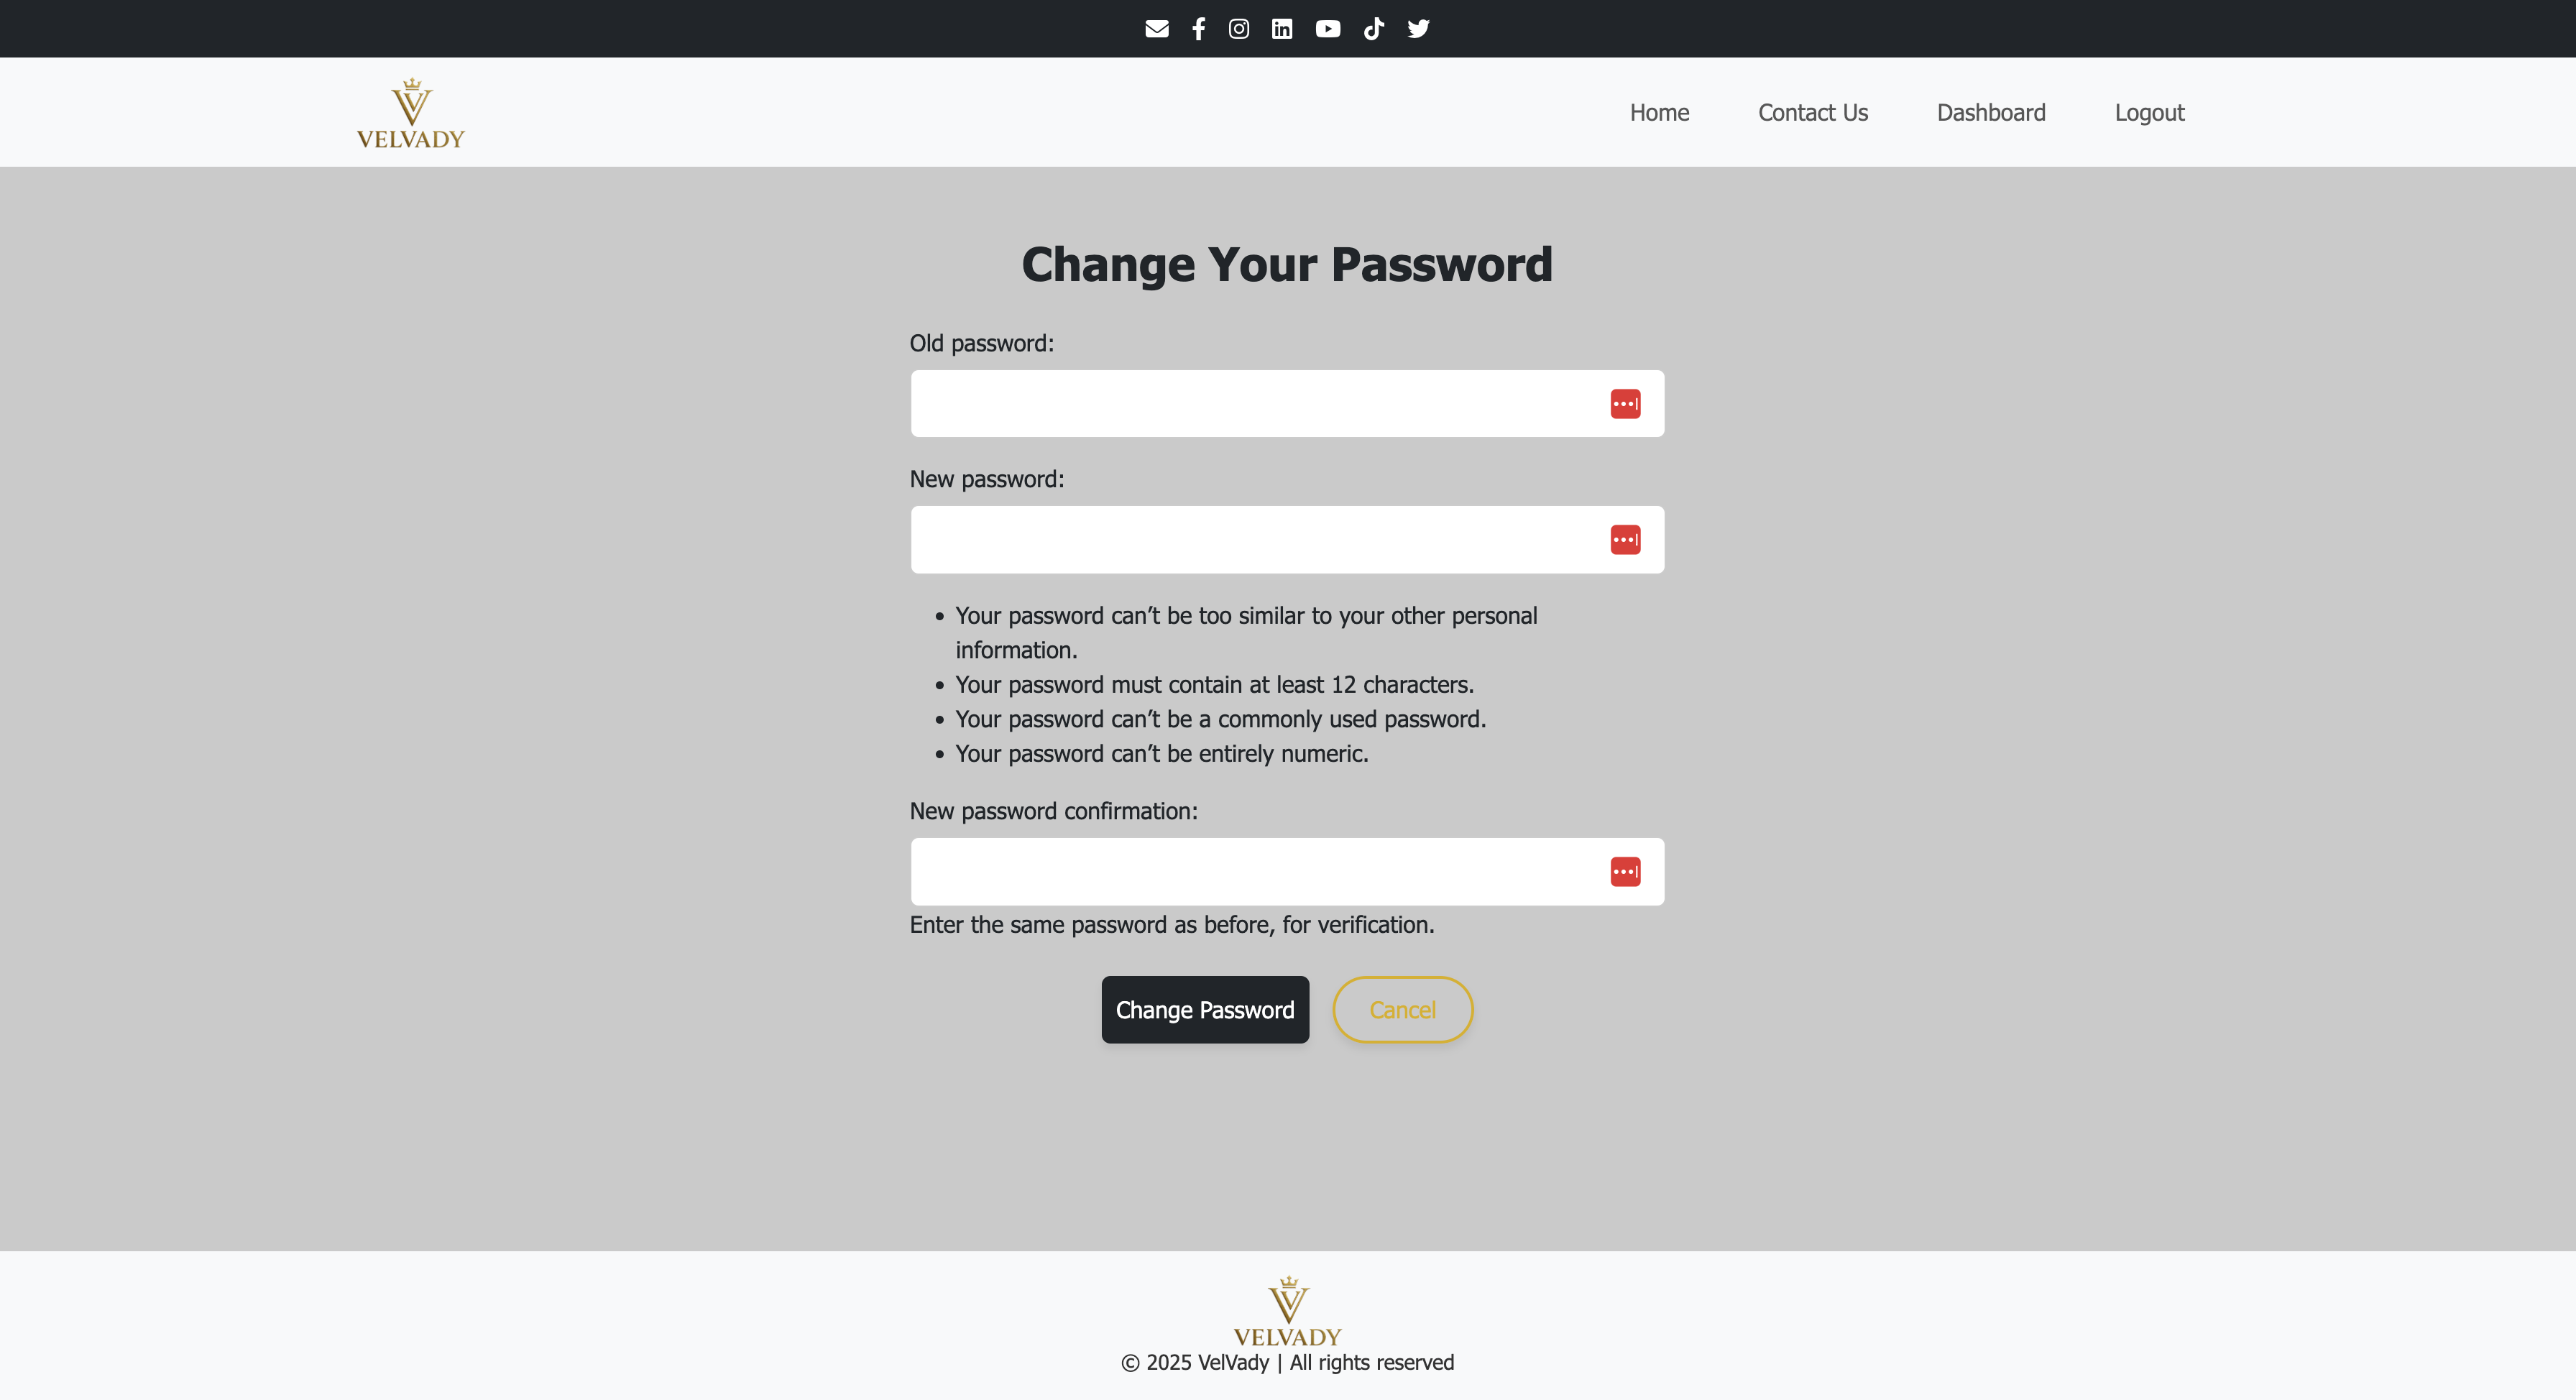 VELVADY
Home Contact Us Dashboard Logout
Change Your Password
Old password:
New password:
• Your password can’t be too similar to your other personal
information.
• Your password must contain at least 12 characters.
• Your password can’t be a commonly used password.
• Your password can’t be entirely numeric.
New password confirmation:
Enter the same password as before, for verification.
Change Password Cancel
VELVADY
© 2025 VelVady | All rights reserved